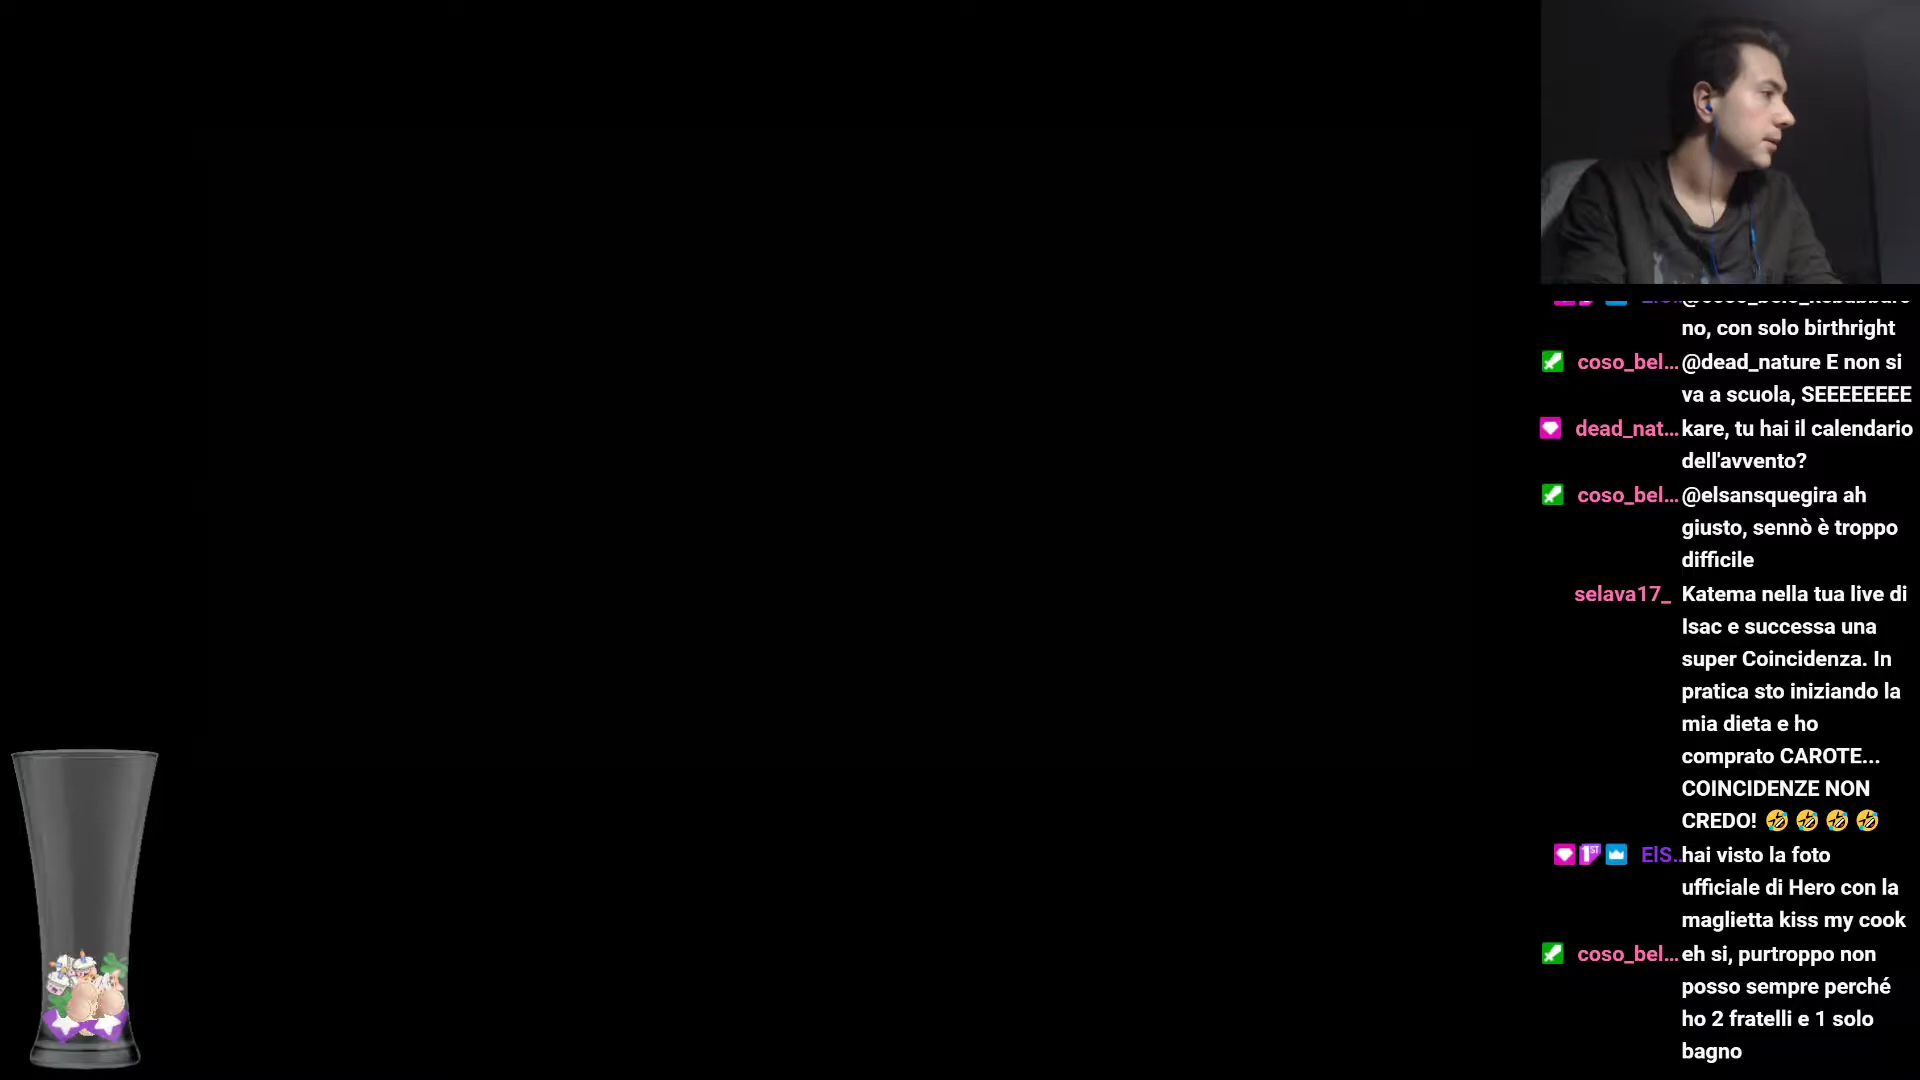 no, con solo birthright
coso_bel... @dead_nature E non si
va a scuola, SEEEEEEEE
dead_nat... kare, tu hai il calendario
dell'avvento?
coso_bel... @elsansquegira ah
giusto, sennò è troppo
difficile
selava17_ Katema nella tua live di
Isac e successa una
super Coincidenza. In
pratica sto iniziando la
mia dieta e ho
comprato CAROTE...
COINCIDENZE NON
CREDO! 🤣 🤣 🤣 🤣
ElS.. hai visto la foto
ufficiale di Hero con la
maglietta kiss my cook
coso_bel... eh si, purtroppo non
posso sempre perché
ho 2 fratelli e 1 solo
bagno